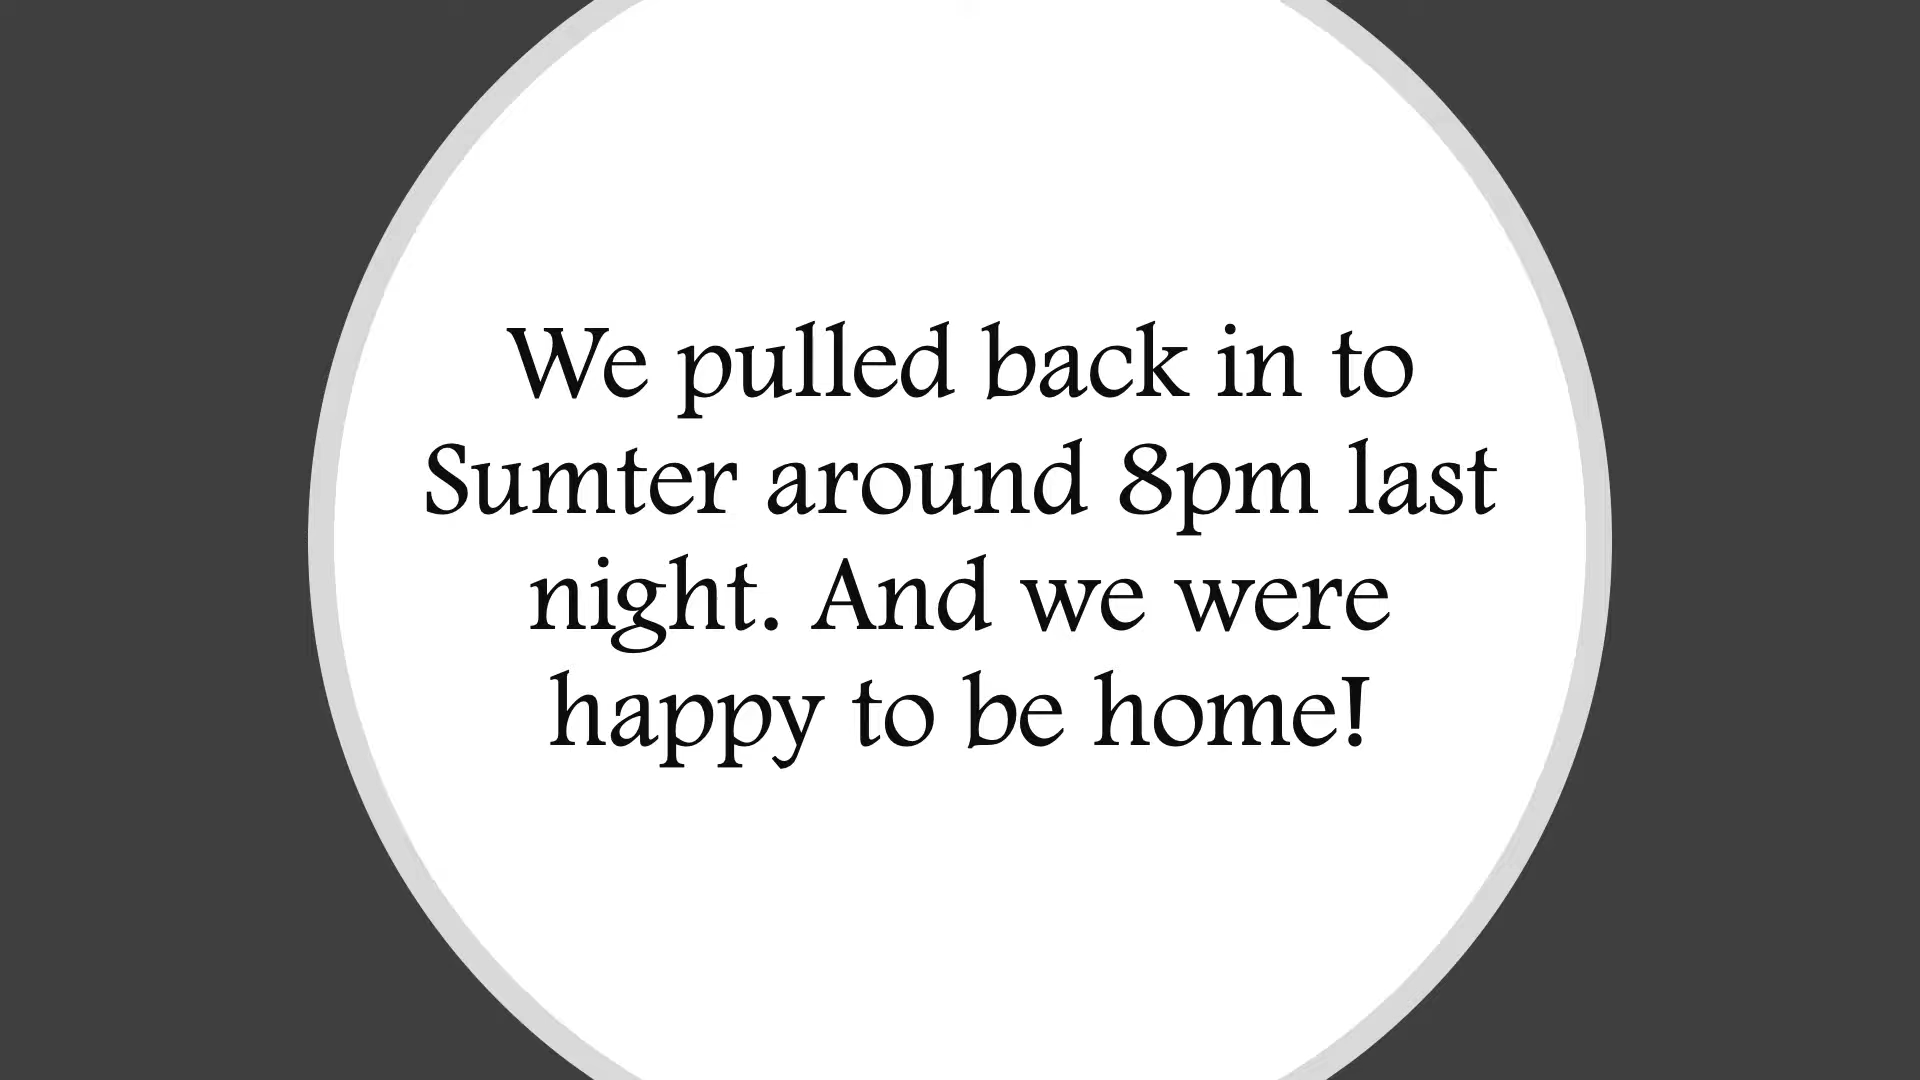 We pulled back in to
Sumter around 8pm last
night. And we were
happy to be home!